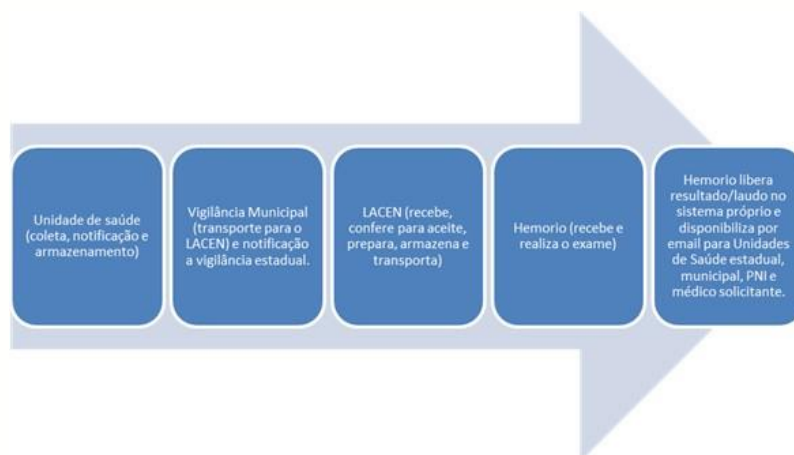 Unidade de saúde
(coleta, notificação e
armazenamento)
Vigilância Municipal
(transporte para o
LACEN) e notificação
a vigilância estadual.
LACEN (recebe,
confere para aceite,
prepara, armazena e
transporta)
Hemorio (recebe e
realiza o exame)
Hemorio libera
resultado/laudo no
sistema próprio e
disponibiliza por
email para Unidades
de Saúde estadual,
municipal, PNI e
médico solicitante.